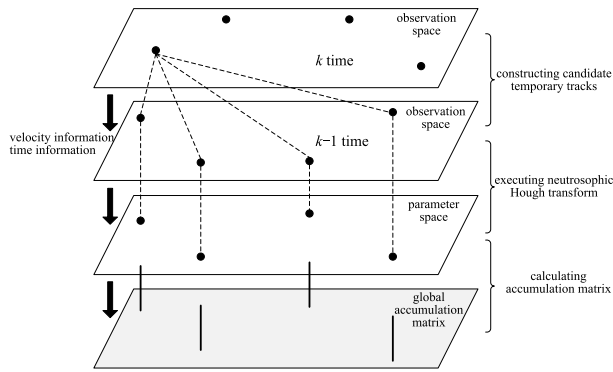 observation
space
k time
constructing candidate
temporary tracks
observation
space
velocity information
time information
k−1 time
executing neutrosophic
Hough transform
parameter
space
calculating
accumulation matrix
global
accumulation
matrix